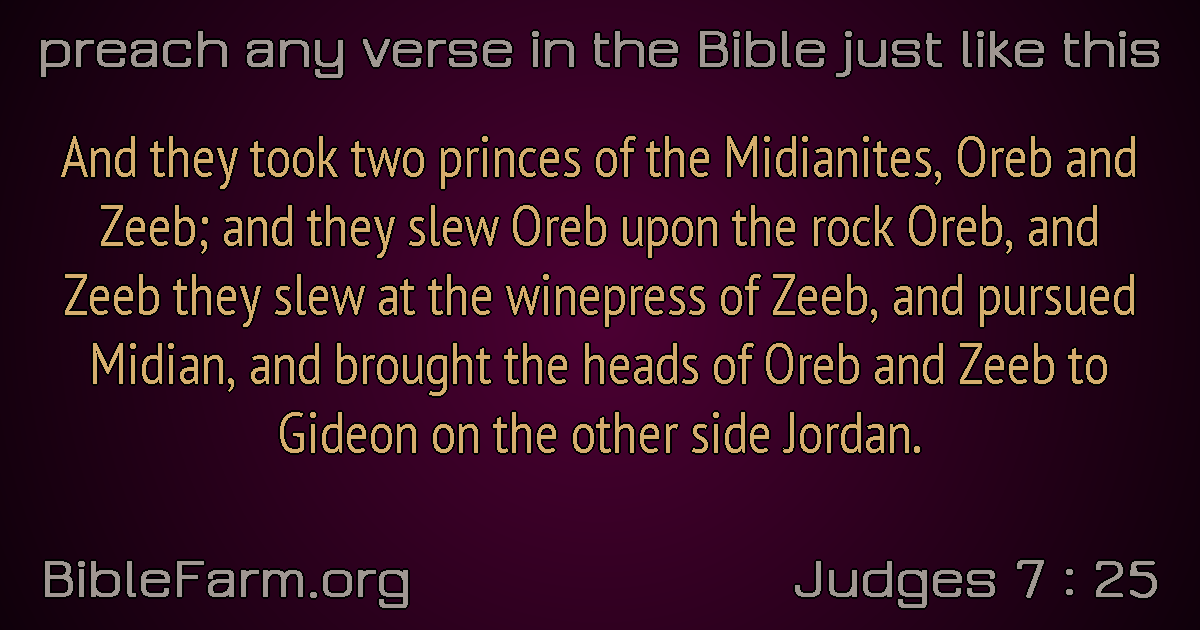 preach any verse in the Bible just like this
And they took two princes of the Midianites, Oreb and
Zeeb; and they slew Oreb upon the rock Oreb, and
Zeeb they slew at the winepress of Zeeb, and pursued
Midian, and brought the heads of Oreb and Zeeb to
Gideon on the other side Jordan.
BibleFarm.org
Judges 7 : 25